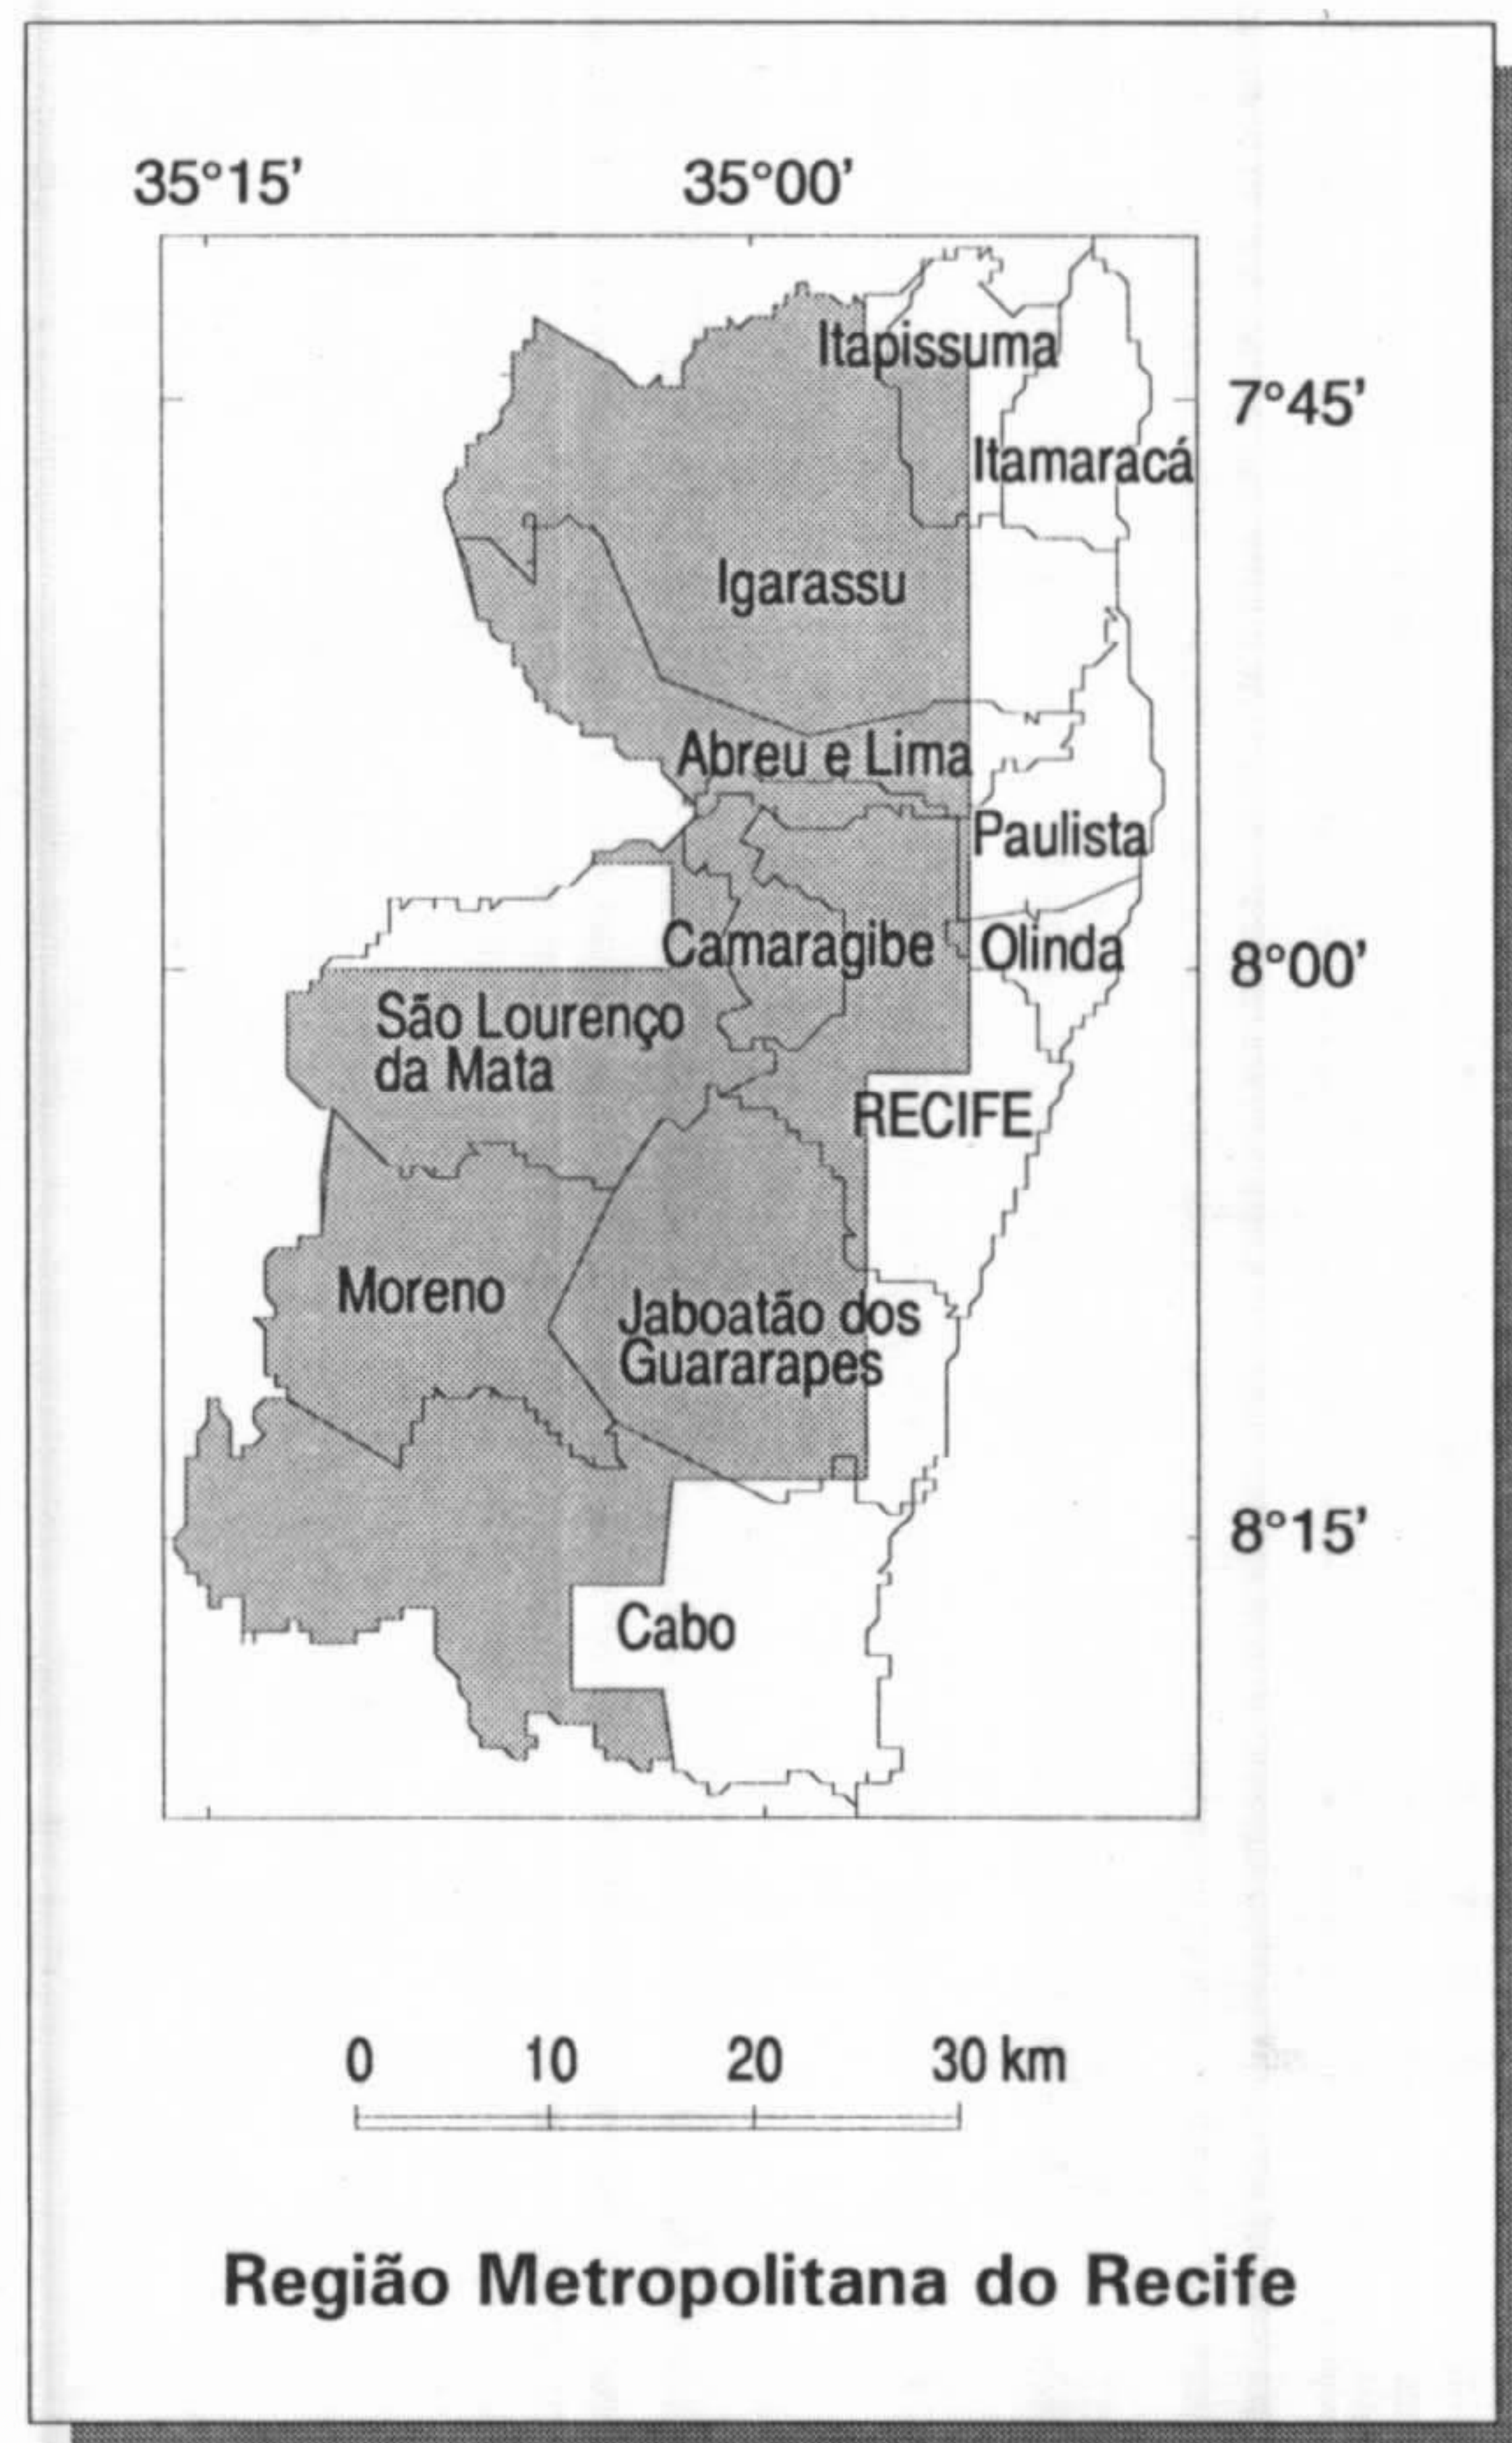 35°15' 35°00'
Itapissuma
7°45'
Itamaracá
Igarassu
Abreu e Lima
Paulista
Camaragibe
Olinda
8°00'
São Lourenço
da Mata
RECIFE
Moreno
Jaboatão dos
Guararapes
8°15'
Cabo
0 10 20 30 km
Região Metropolitana do Recife